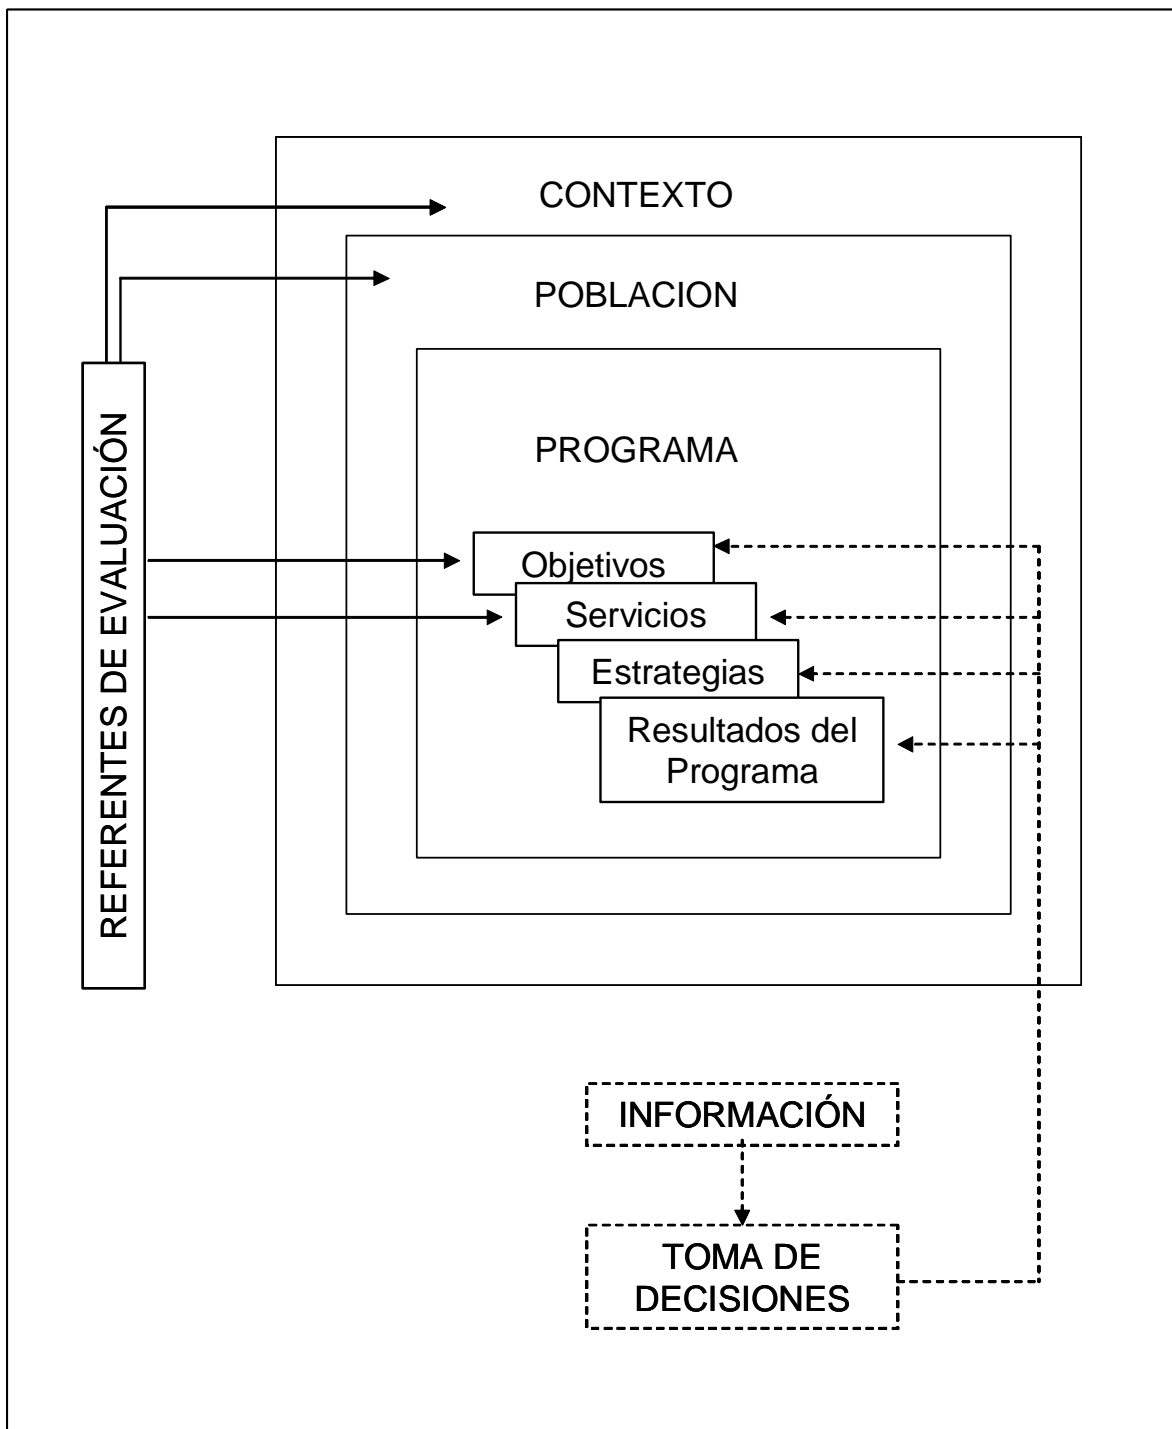 CONTEXTO
POBLACION
REFERENTES DE EVALUACIÓN
PROGRAMA
Objetivos
Servicios
Estrategias
Resultados del
Programa
INFORMACIÓN
TOMA DE
DECISIONES